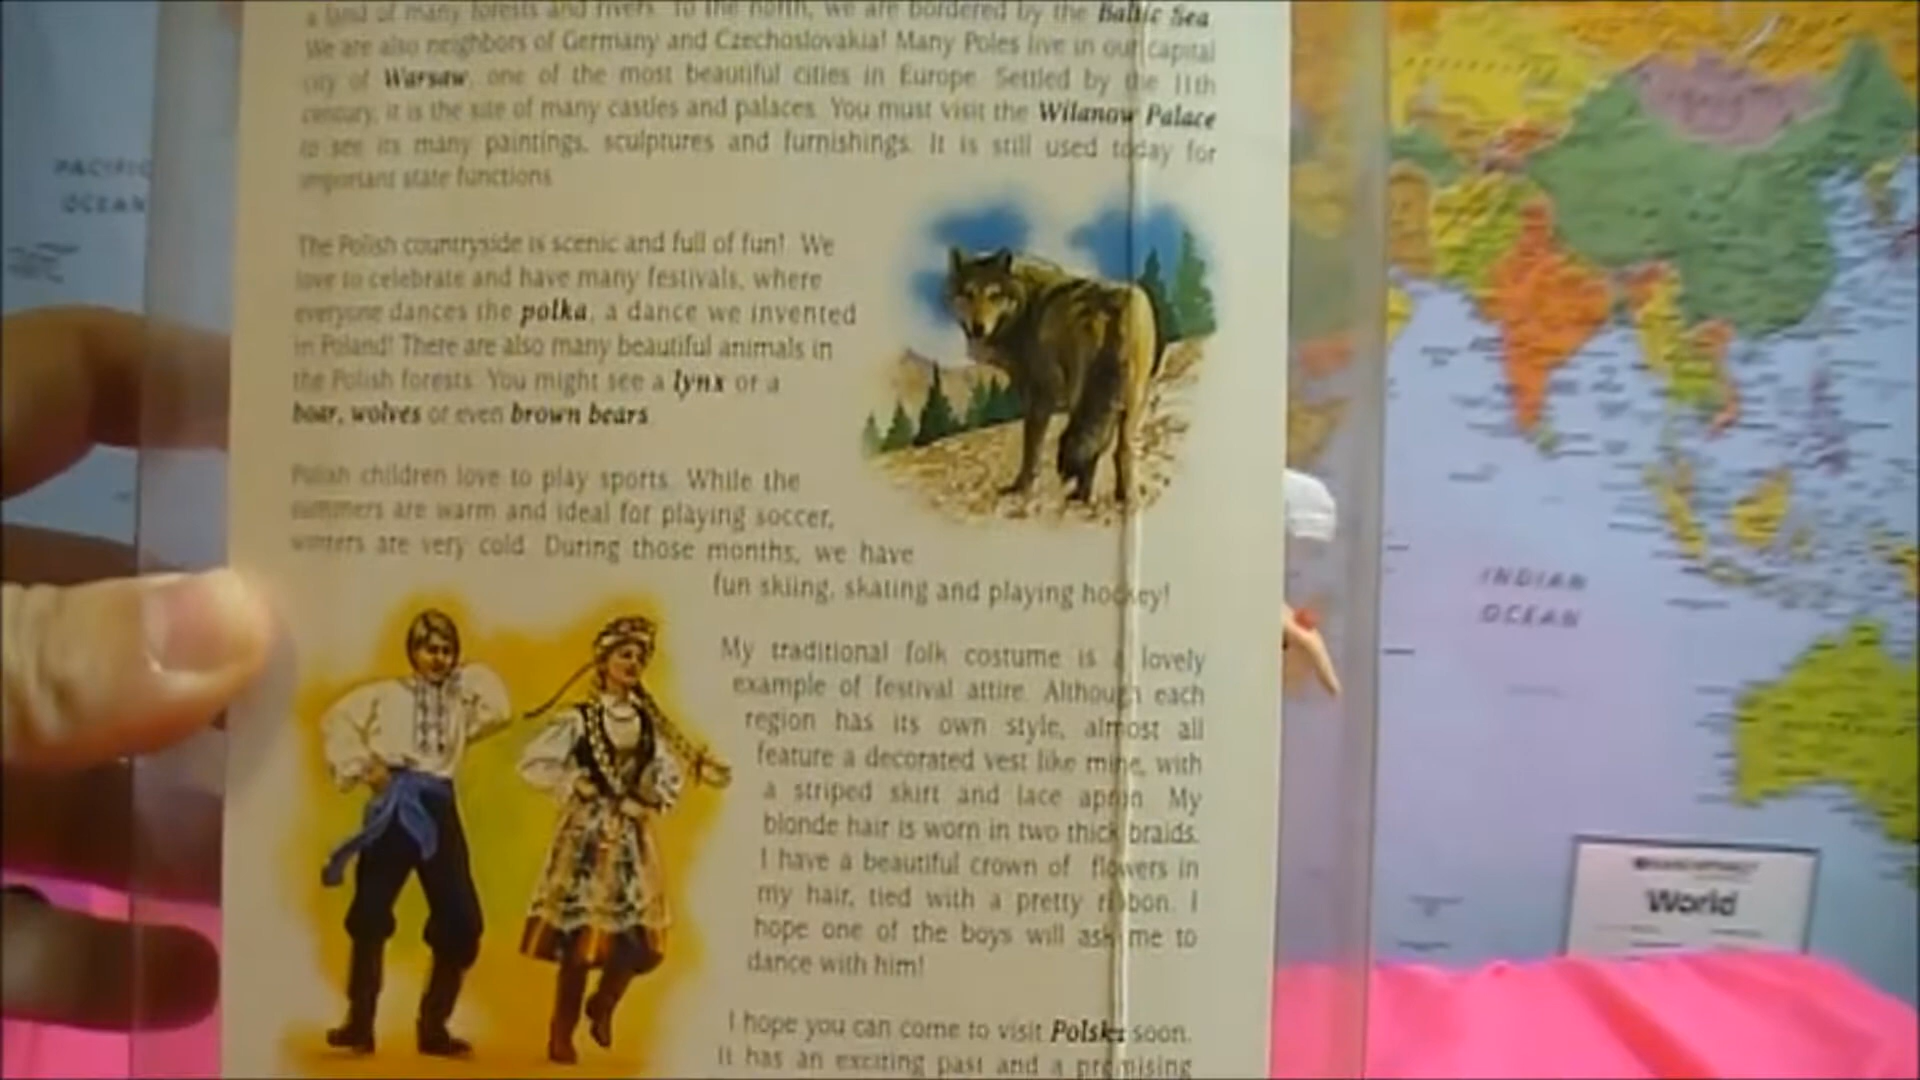 a land of many forests and rivers. To the north, we are bordered by the Baltic Sea.
We are also neighbors of Germany and Czechoslovakia! Many Poles live in our capital
city of Warsaw, one of the most beautiful cities in Europe. Settled by the 11th
century, it is the site of many castles and palaces. You must visit the Wilanow Palace
to see its many paintings, sculptures and furnishings. It is still used today for
important state functions.
The Polish countryside is scenic and full of fun! We
love to celebrate and have many festivals, where
everyone dances the polka, a dance we invented
in Poland! There are also many beautiful animals in
the Polish forests. You might see a lynx or a
boar, wolves or even brown bears.
Polish children love to play sports. While the
summers are warm and ideal for playing soccer,
winters are very cold. During those months, we have
fun skiing, skating and playing hockey!
My traditional folk costume is a lovely
example of festival attire. Although each
region has its own style, almost all
feature a decorated vest like mine, with
a striped skirt and lace apron. My
blonde hair is worn in two thick braids.
I have a beautiful crown of flowers in
my hair, tied with a pretty ribbon. I
hope one of the boys will ask me to
dance with him!
I hope you can come to visit Polska soon.
It has an exciting past and a promising
PACIFIC
OCEAN
INDIAN
OCEAN
World